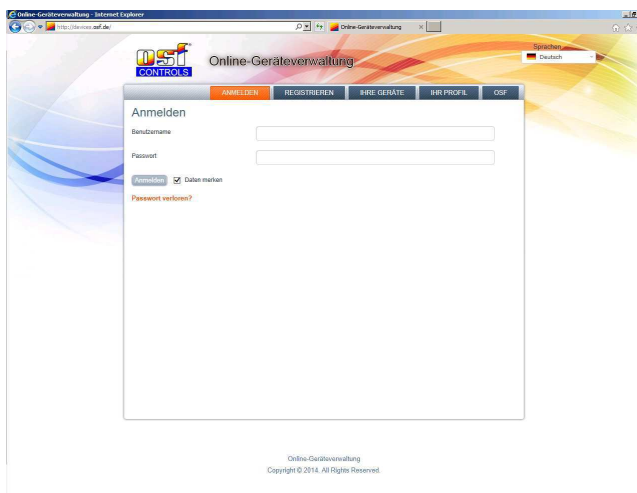 Online-Geräteverwaltung - Internet Explorer
http://devices.osf.de/
Online-Geräteverwaltung
osf
CONTROLS
Online-Geräteverwaltung
Sprachen
Deutsch
ANMELDEN REGISTRIEREN IHRE GERÄTE IHR PROFIL OSF
Anmelden
Benutzername
Passwort
Anmelden Daten merken
Passwort verloren?
Online-Geräteverwaltung
Copyright © 2014. All Rights Reserved.